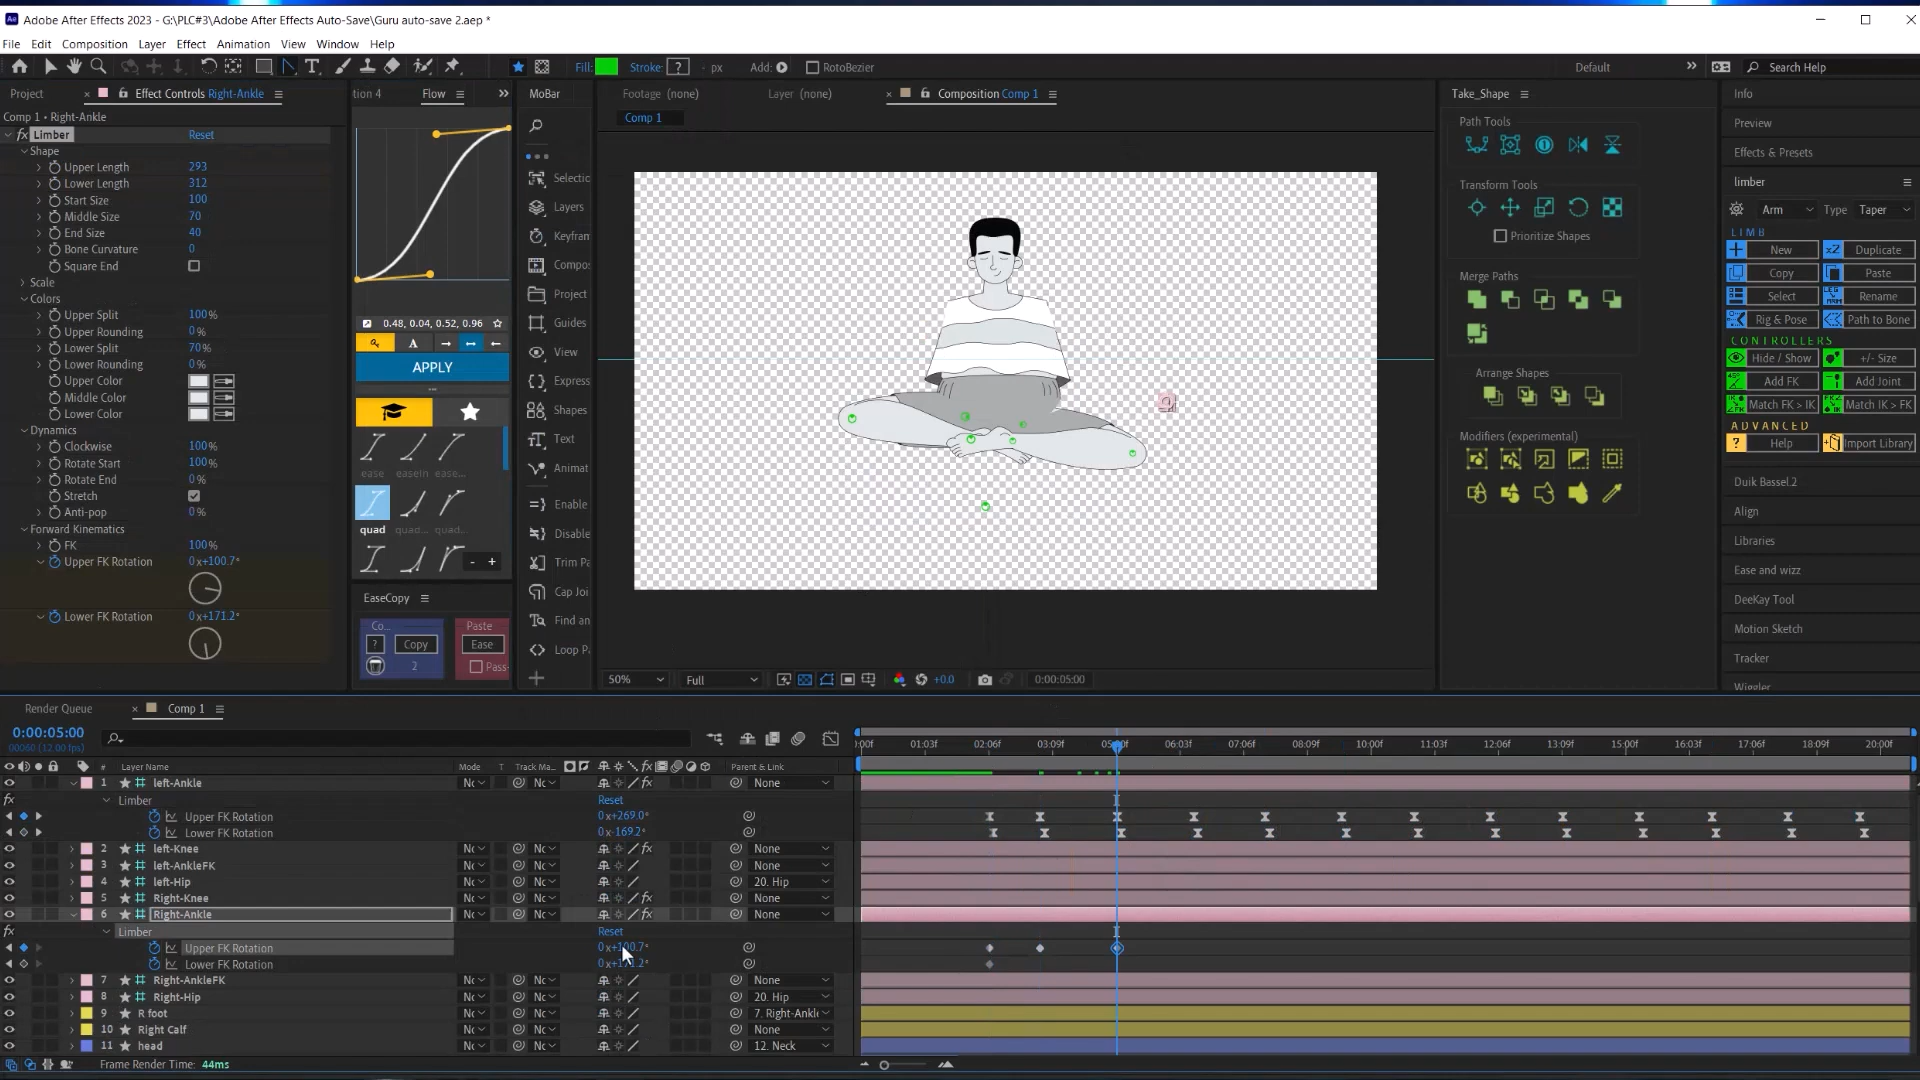 Adobe After Effects 2023 - G:\PLC#3\Adobe After Effects Auto-Save\Guru auto-save 2.aep *
File Edit Composition Layer Effect Animation View Window Help
Fill: Stroke: ? - px Add: RotoBezier Default Search Help
Project Effect Controls Right-Ankle
Comp 1 • Right-Ankle
fx Limber Reset
Shape
Upper Length 293
Lower Length 312
Start Size 100
Middle Size 70
End Size 40
Bone Curvature 0
Square End
Scale
Colors
Upper Split 100%
Upper Rounding 0%
Lower Split 70%
Lower Rounding 0%
Upper Color
Middle Color
Lower Color
Dynamics
Clockwise 100%
Rotate Start 100%
Rotate End 0%
Stretch
Anti-pop 0%
Forward Kinematics
FK 100%
Upper FK Rotation 0x+100.7°
Lower FK Rotation 0x+171.2°
tion 4 Flow
0.48, 0.04, 0.52, 0.96
A
APPLY
ease easeIn ease...
quad quad... quad...
- +
EaseCopy
Co... Paste
? Copy Ease
2 Pass-
MoBar
Selectic
Layers
Keyfran
Compo
Project
Guides
View
Express
Shapes
Text
Animat
Enable
Disable
Trim Pa
Cap Joi
Find an
Loop P
Footage (none) Layer (none) Composition Comp 1
Comp 1
50% Full +0.0 0:00:05:00
Take_Shape
Path Tools
Transform Tools
Prioritize Shapes
Merge Paths
Arrange Shapes
Modifiers (experimental)
Info
Preview
Effects & Presets
limber
Arm Type Taper
LIMB
New Duplicate
Copy Paste
Select Rename
Rig & Pose Path to Bone
CONTROLLERS
Hide / Show +/- Size
Add FK Add Joint
Match FK > IK Match IK > FK
ADVANCED
? Help Import Library
Duik Bassel.2
Align
Libraries
Ease and wizz
DeeKay Tool
Motion Sketch
Tracker
Wiggler
Render Queue Comp 1
0:00:05:00
00060 (12.00 fps)
# Layer Name Mode T Track Ma... Parent & Link
:00f 01:03f 02:06f 03:09f 05:00f 06:03f 07:06f 08:09f 10:00f 11:03f 12:06f 13:09f 15:00f 16:03f 17:06f 18:09f 20:00f
1 left-Ankle Nc Nc None
fx Limber Reset
Upper FK Rotation 0x+269.0°
Lower FK Rotation 0x-169.2°
2 left-Knee Nc Nc None
3 left-AnkleFK Nc Nc None
4 left-Hip Nc Nc 20. Hip
5 Right-Knee Nc Nc None
6 Right-Ankle Nc Nc None
fx Limber Reset
Upper FK Rotation 0x+100.7°
Lower FK Rotation
7 Right-AnkleFK Nc Nc None
8 Right-Hip Nc Nc 20. Hip
9 R foot Nc Nc 7. Right-Ankle
10 Right Calf Nc Nc None
11 head Nc Nc 12. Neck
Frame Render Time: 44ms